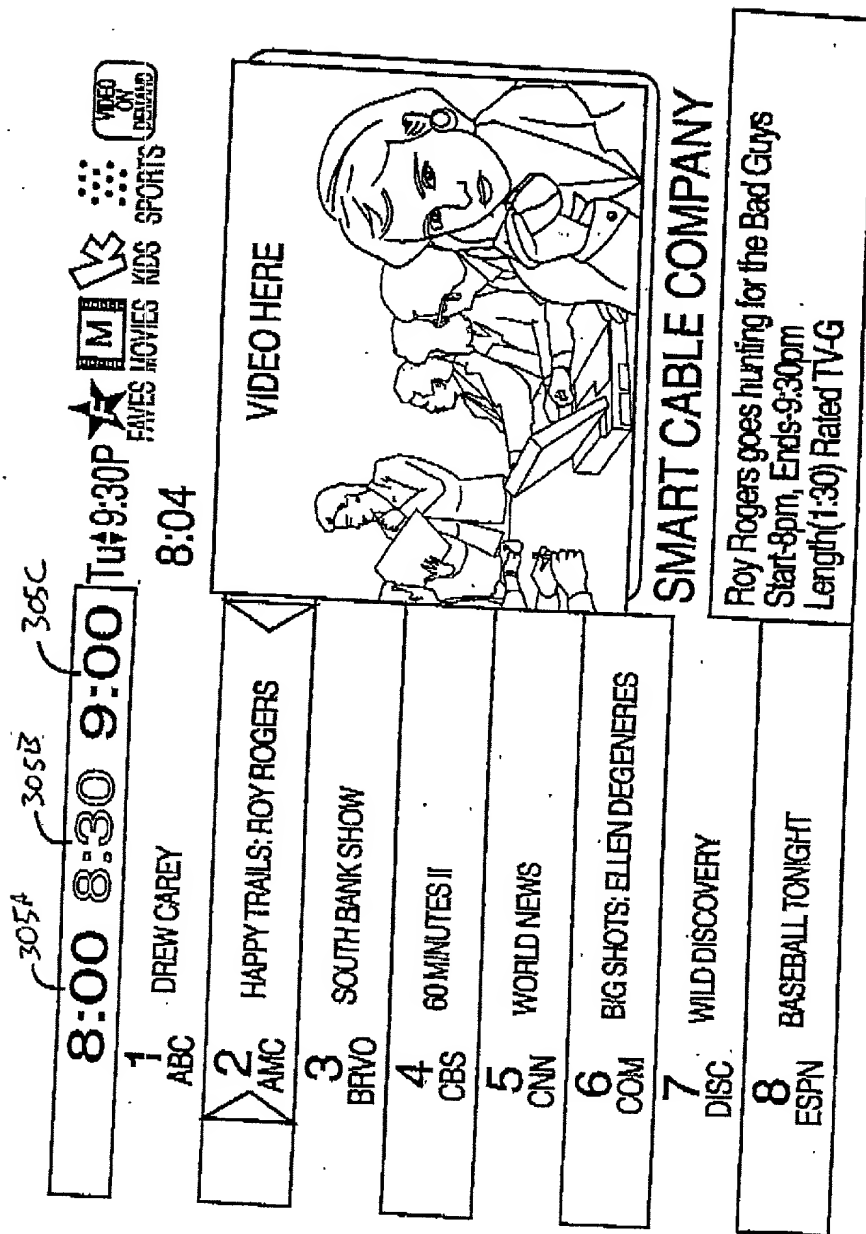 305A 305B 305C
8:00 8:30 9:00 Tu 9:30P
F M
FAVES MOVIES KIDS SPORTS
VIDEO
ON
DEMAND
8:04
1
ABC DREW CAREY
2
AMC HAPPY TRAILS: ROY ROGERS
3
BRVO SOUTH BANK SHOW
4
CBS 60 MINUTES II
5
CNN WORLD NEWS
6
COM BIG SHOTS: ELLEN DEGENERES
7
DISC WILD DISCOVERY
8
ESPN BASEBALL TONIGHT
VIDEO HERE
SMART CABLE COMPANY
Roy Rogers goes hunting for the Bad Guys
Start-8pm, Ends-9:30pm
Length(1:30) Rated TV-G